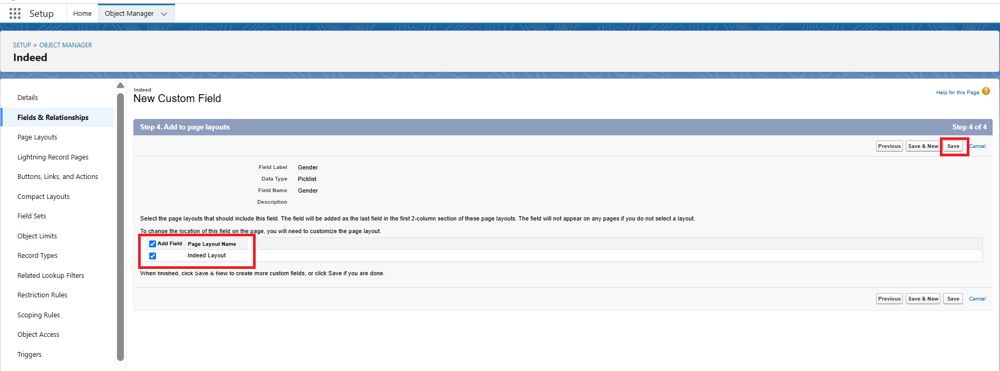 Setup
Home
Object Manager
SETUP > OBJECT MANAGER
Indeed
Details
Fields & Relationships
Page Layouts
Lightning Record Pages
Buttons, Links, and Actions
Compact Layouts
Field Sets
Object Limits
Record Types
Related Lookup Filters
Restriction Rules
Scoping Rules
Object Access
Triggers
Indeed
New Custom Field
Help for this Page ?
Step 4. Add to page layouts Step 4 of 4
Previous Save & New Save Cancel
Field Label Gender
Data Type Picklist
Field Name Gender
Description
Select the page layouts that should include this field. The field will be added as the last field in the first 2-column section of these page layouts. The field will not appear on any pages if you do not select a layout.
To change the location of this field on the page, you will need to customize the page layout.
Add Field Page Layout Name
Indeed Layout
When finished, click Save & New to create more custom fields, or click Save if you are done.
Previous Save & New Save Cancel